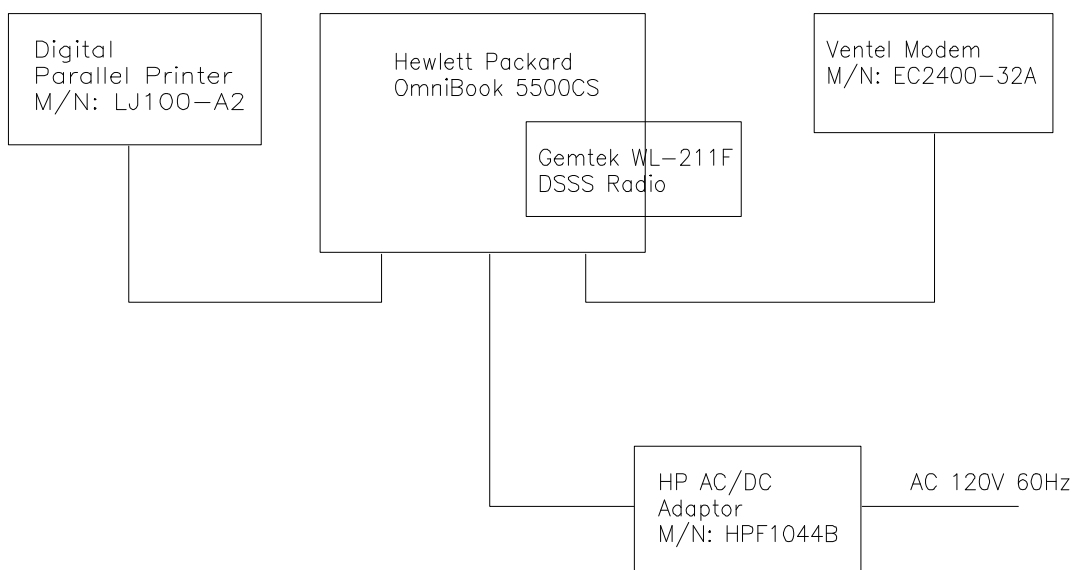 Digital
Parallel Printer
M/N: LJ100-A2
Hewlett Packard
OmniBook 5500CS
Ventel Modem
M/N: EC2400-32A
Gemtek WL-211F
DSSS Radio
HP AC/DC
Adaptor
M/N: HPF1044B
AC 120V 60Hz